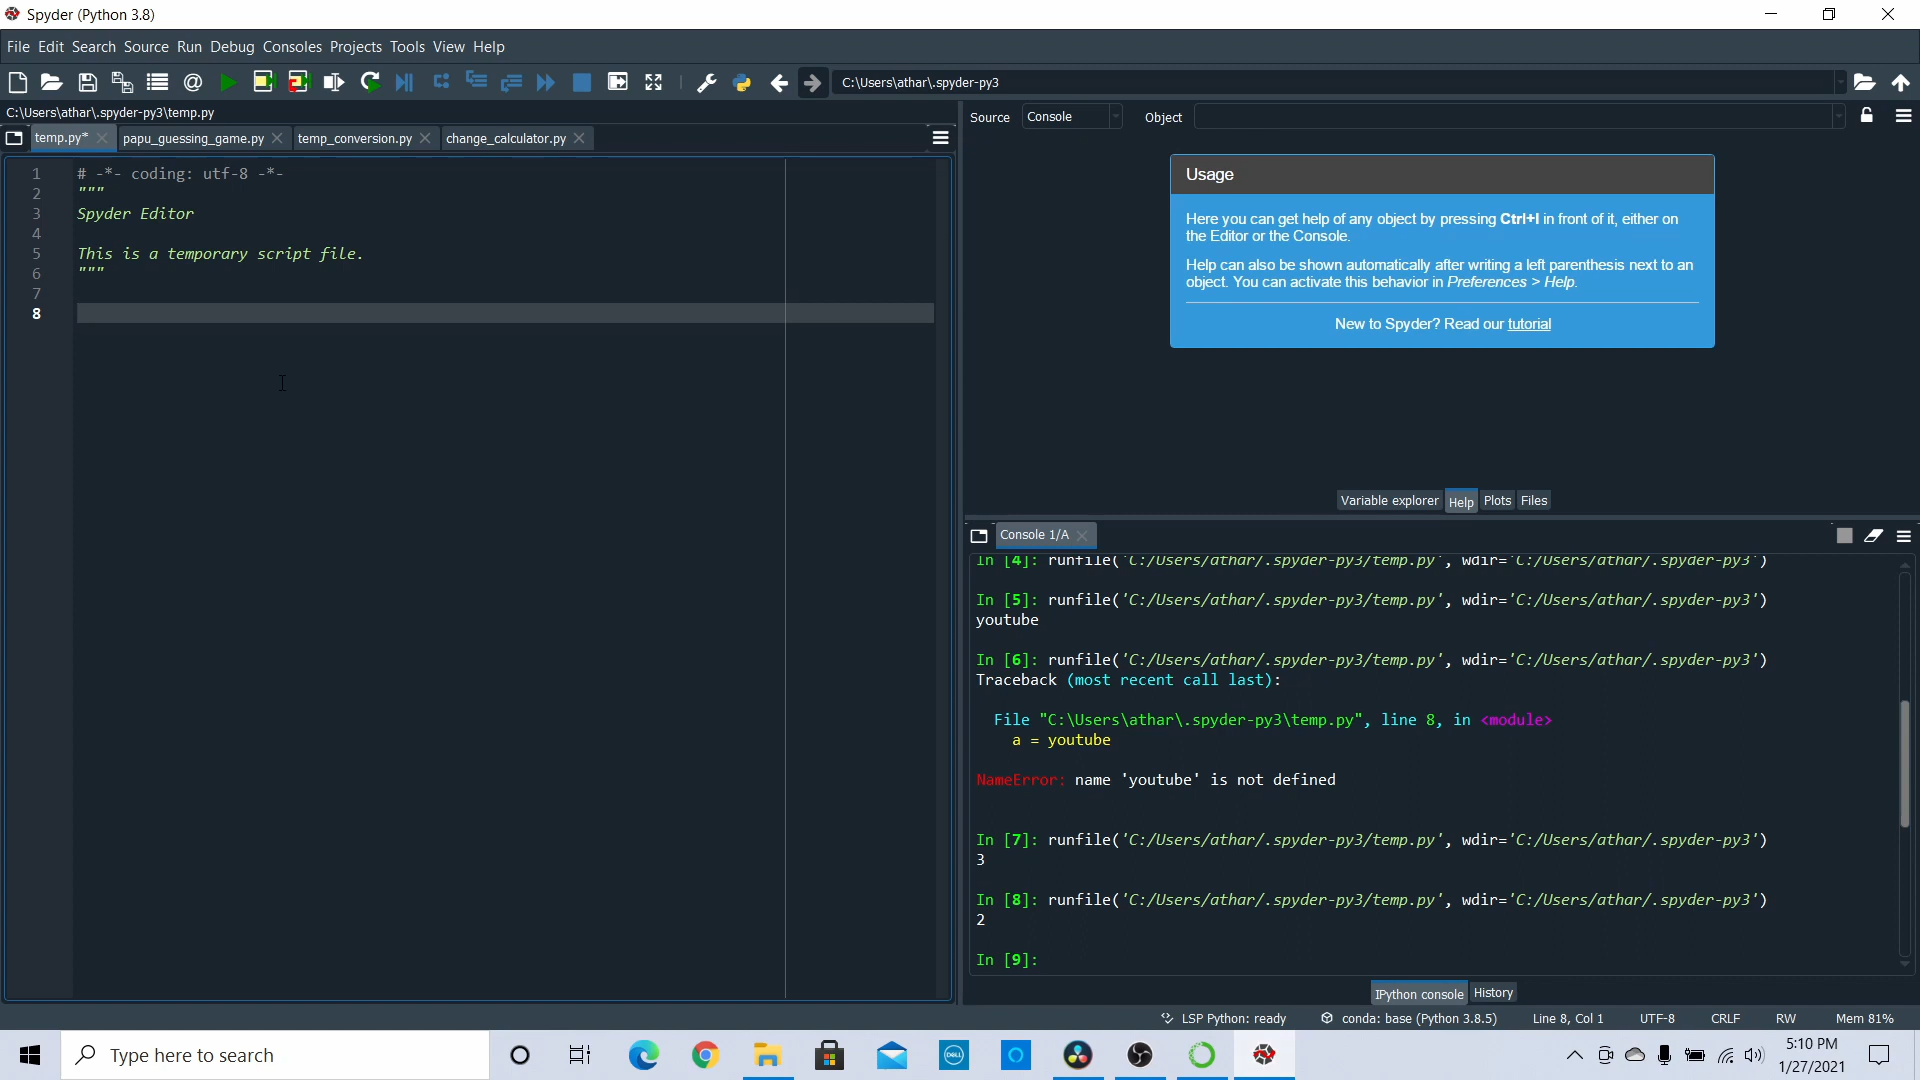 Spyder (Python 3.8)
File Edit Search Source Run Debug Consoles Projects Tools View Help
C:\Users\athar\.spyder-py3
C:\Users\athar\.spyder-py3\temp.py
temp.py* papu_guessing_game.py temp_conversion.py change_calculator.py
1 # -*- coding: utf-8 -*-
2 """
3 Spyder Editor
4
5 This is a temporary script file.
6 """
7
8
Source Console Object
Usage
Here you can get help of any object by pressing Ctrl+I in front of it, either on
the Editor or the Console.
Help can also be shown automatically after writing a left parenthesis next to an
object. You can activate this behavior in Preferences > Help.
New to Spyder? Read our tutorial
Variable explorer Help Plots Files
Console 1/A
In [4]: runfile('C:/Users/athar/.spyder-py3/temp.py', wdir='C:/Users/athar/.spyder-py3')
In [5]: runfile('C:/Users/athar/.spyder-py3/temp.py', wdir='C:/Users/athar/.spyder-py3')
youtube
In [6]: runfile('C:/Users/athar/.spyder-py3/temp.py', wdir='C:/Users/athar/.spyder-py3')
Traceback (most recent call last):
File "C:\Users\athar\.spyder-py3\temp.py", line 8, in <module>
a = youtube
NameError: name 'youtube' is not defined
In [7]: runfile('C:/Users/athar/.spyder-py3/temp.py', wdir='C:/Users/athar/.spyder-py3')
3
In [8]: runfile('C:/Users/athar/.spyder-py3/temp.py', wdir='C:/Users/athar/.spyder-py3')
2
In [9]:
IPython console History
LSP Python: ready conda: base (Python 3.8.5) Line 8, Col 1 UTF-8 CRLF RW Mem 81%
Type here to search
DELL
5:10 PM
1/27/2021